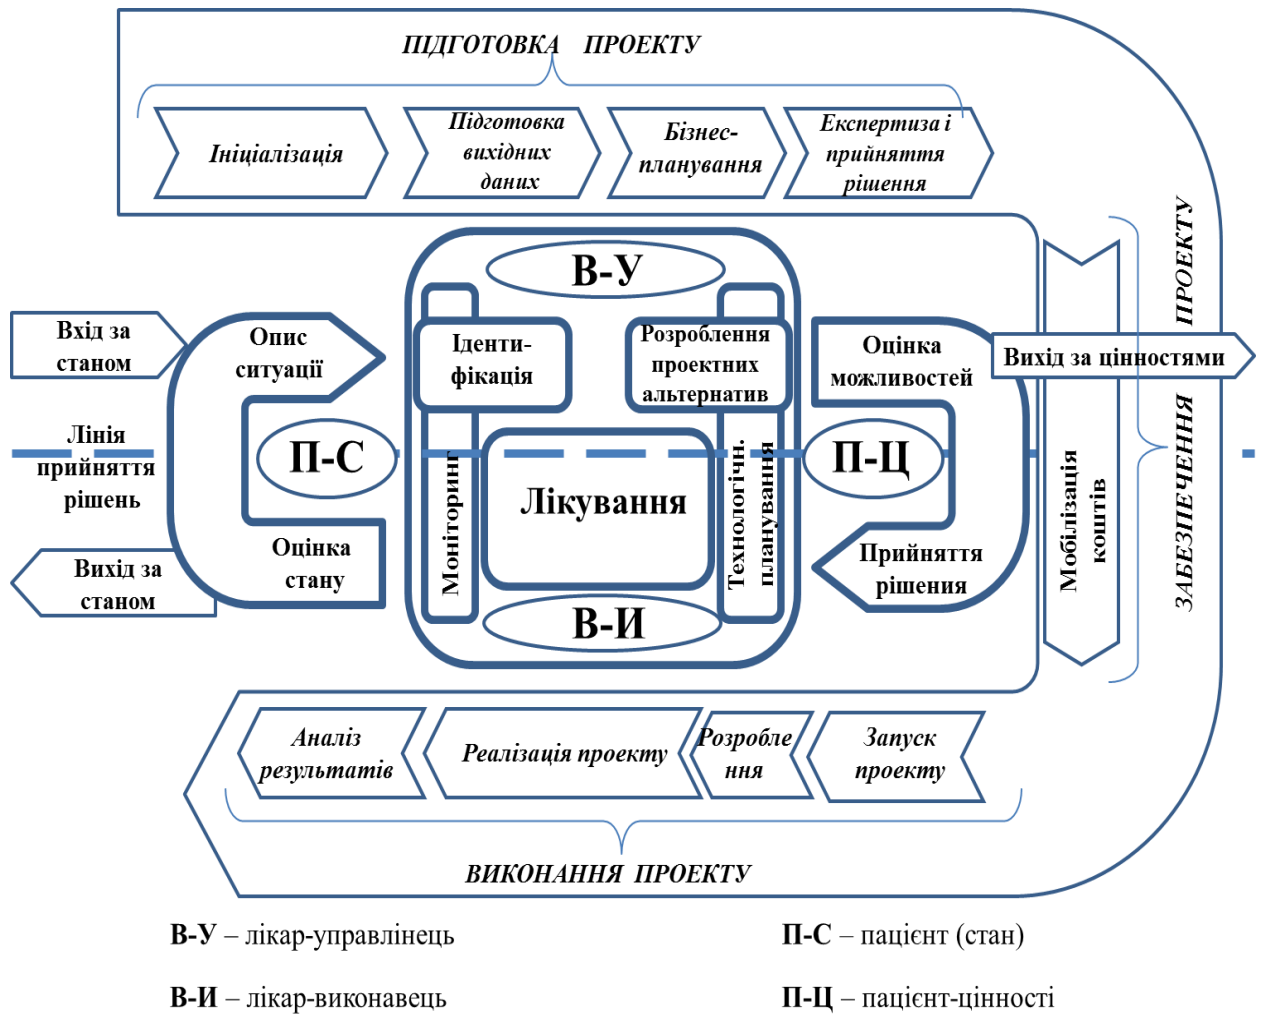 ПІДГОТОВКА ПРОЕКТУ
Ініціалізація
Підготовка
вихідних
даних
Бізнес-
планування
Експертиза і
прийняття
рішення
ЗАБЕЗПЕЧЕННЯ ПРОЕКТУ
В-У
Вхід за
станом
Опис
ситуації
Іденти-
фікація
Розроблення
проектних
альтернатив
Оцінка
можливостей
Вихід за цінностями
Лінія
прийняття
рішень
П-С
Моніторинг
Лікування
Технологічн.
планування
П-Ц
Мобілізація
коштів
Вихід за
станом
Оцінка
стану
Прийняття
рішения
В-И
Аналіз
результатів
Реалізація проекту
Розробле
ння
Запуск
проекту
ВИКОНАННЯ ПРОЕКТУ
В-У – лікар-управлінець
П-С – пацієнт (стан)
В-И – лікар-виконавець
П-Ц – пацієнт-цінності